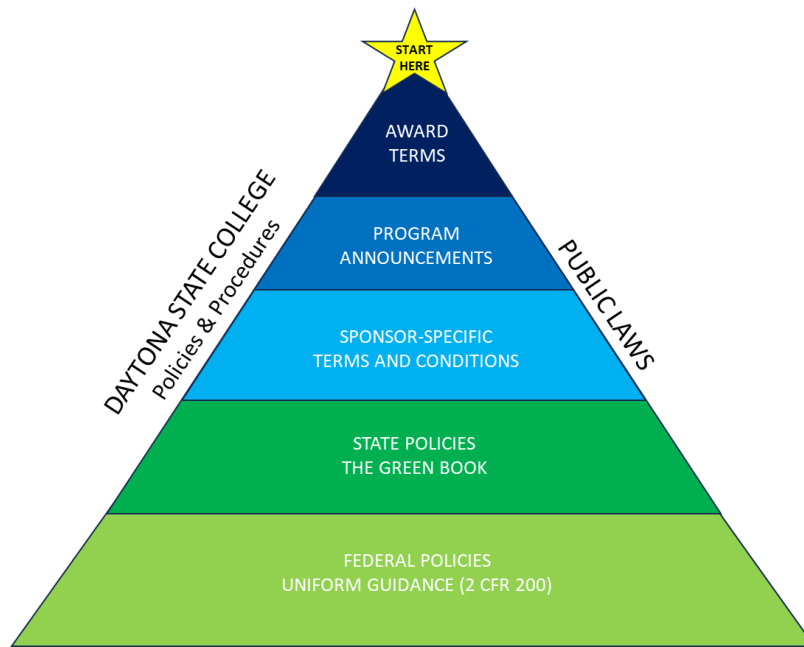 START
HERE
AWARD
TERMS
PROGRAM
ANNOUNCEMENTS
SPONSOR-SPECIFIC
TERMS AND CONDITIONS
STATE POLICIES
THE GREEN BOOK
FEDERAL POLICIES
UNIFORM GUIDANCE (2 CFR 200)
DAYTONA STATE COLLEGE
Policies & Procedures
PUBLIC LAWS